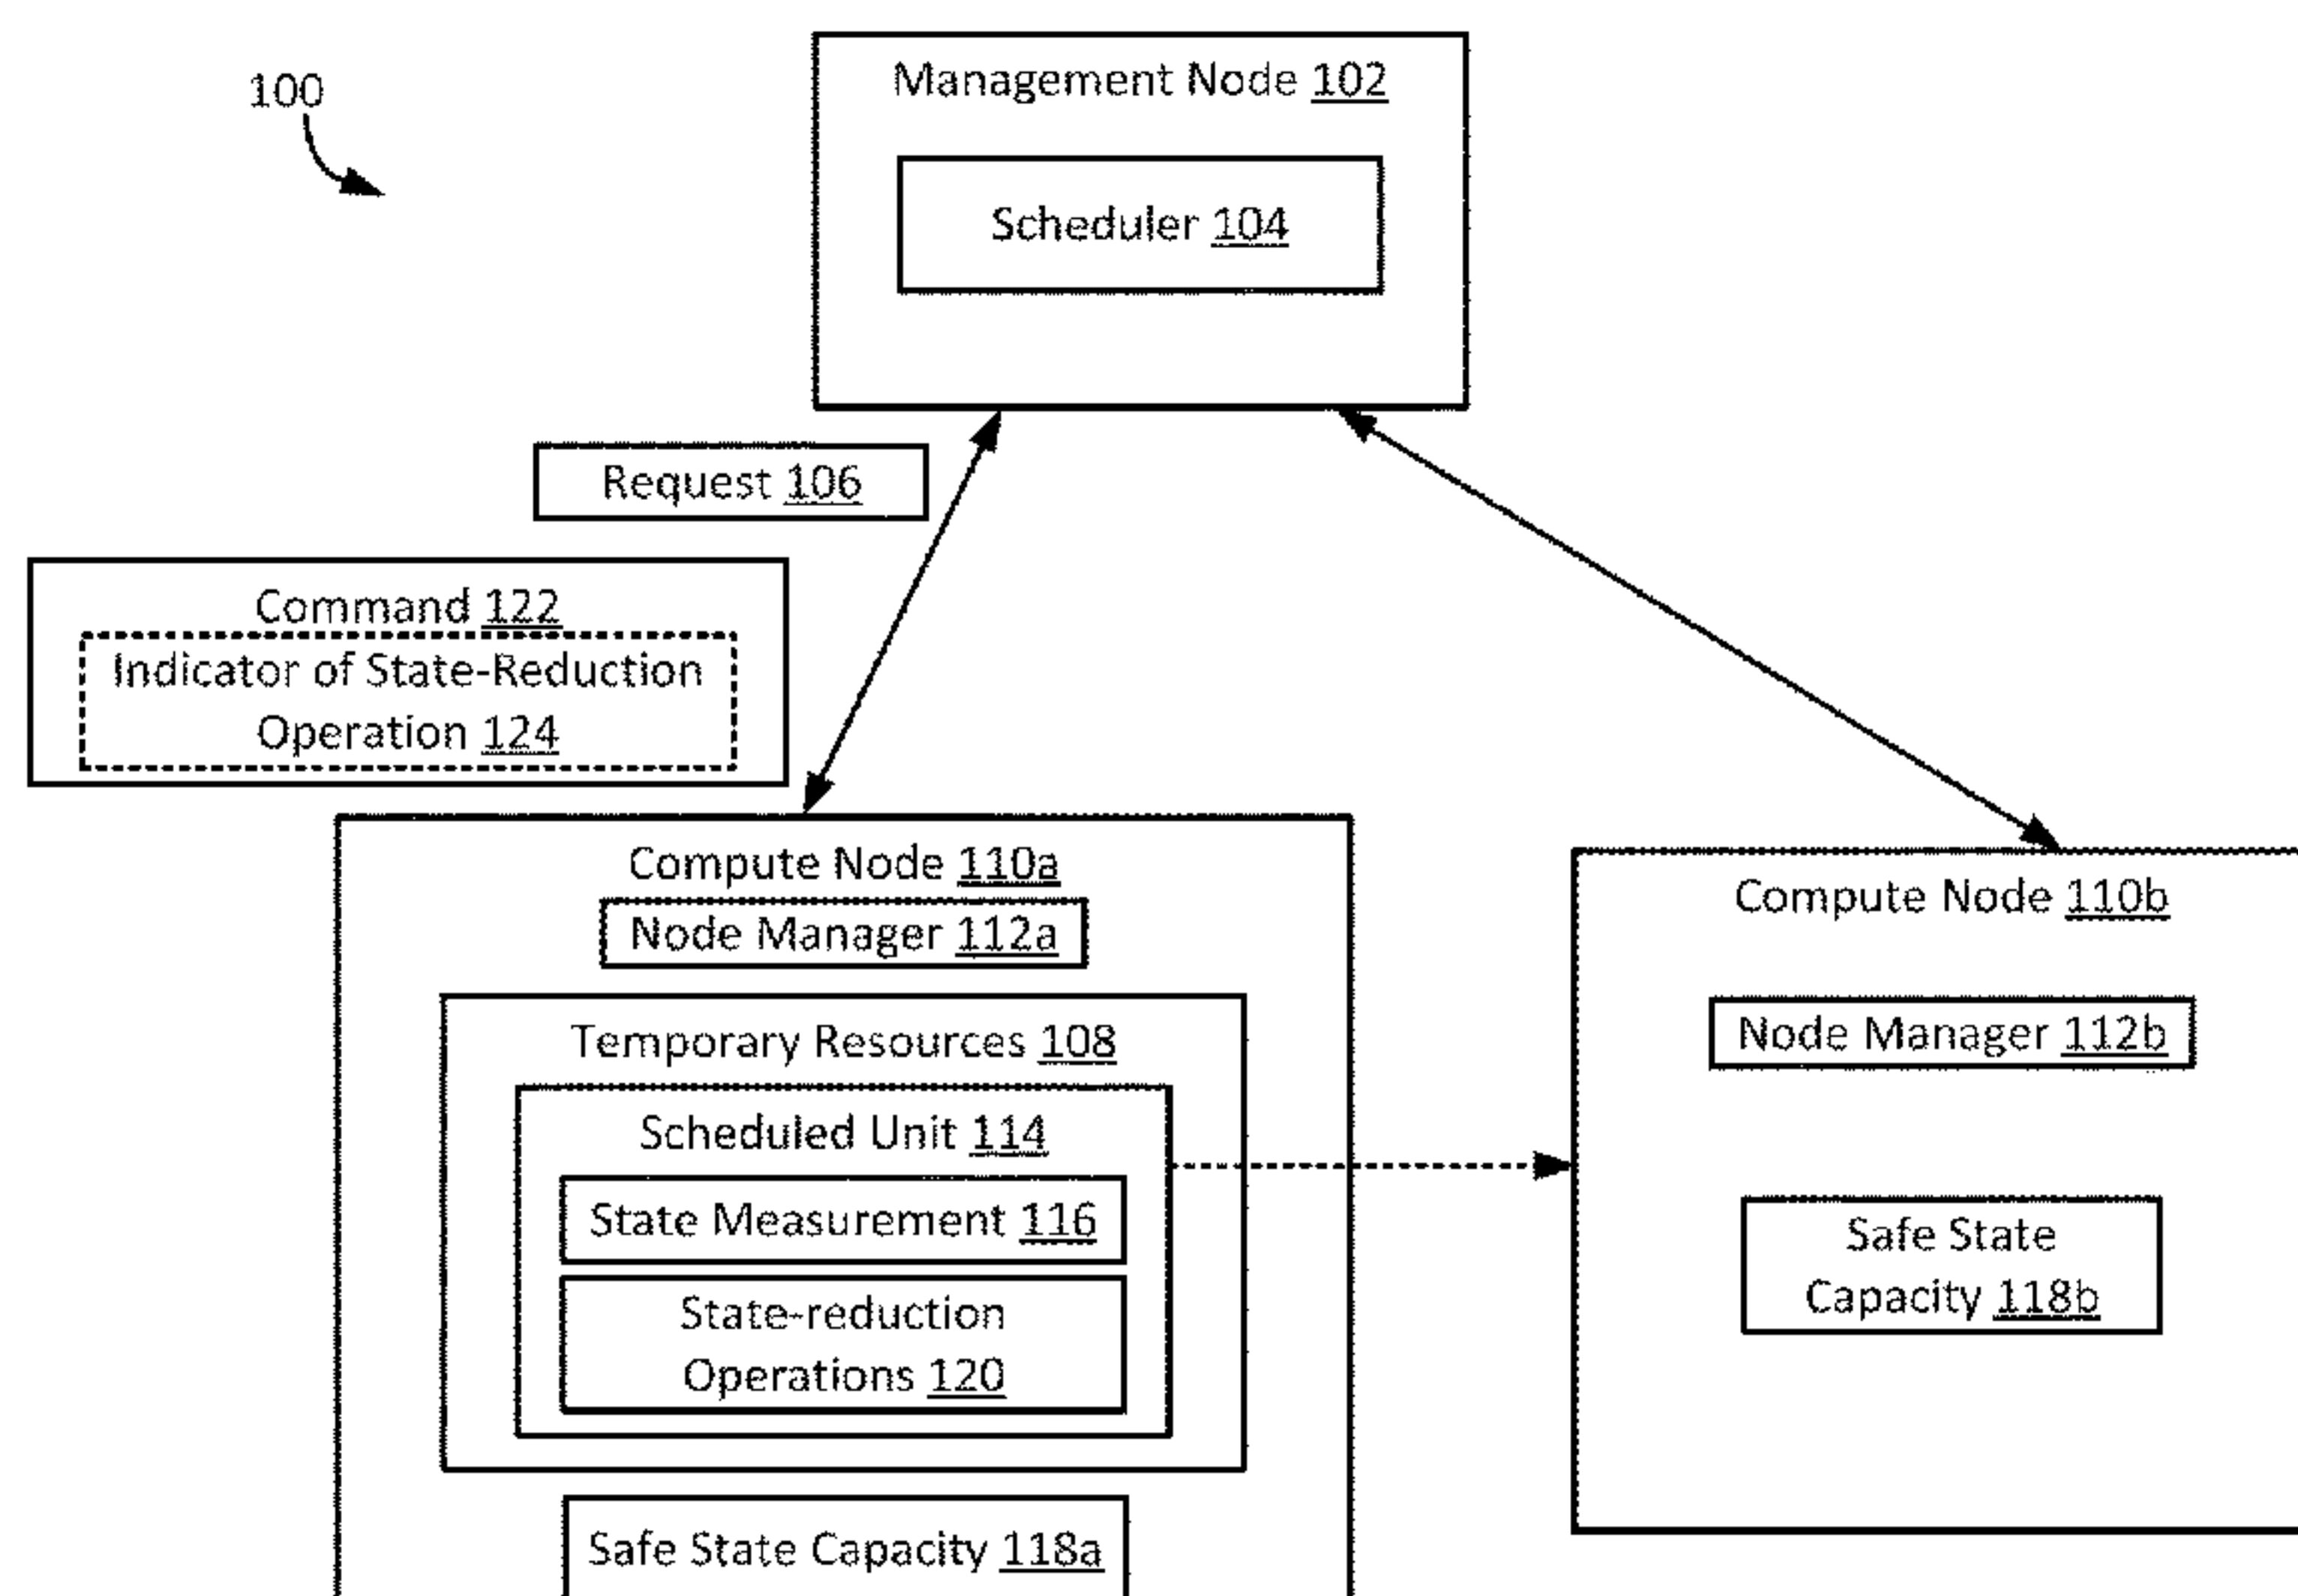 100
Management Node 102
Scheduler 104
Request 106
Command 122
Indicator of State-Reduction
Operation 124
Compute Node 110a
Node Manager 112a
Temporary Resources 108
Scheduled Unit 114
State Measurement 116
State-reduction
Operations 120
Safe State Capacity 118a
Compute Node 110b
Node Manager 112b
Safe State
Capacity 118b